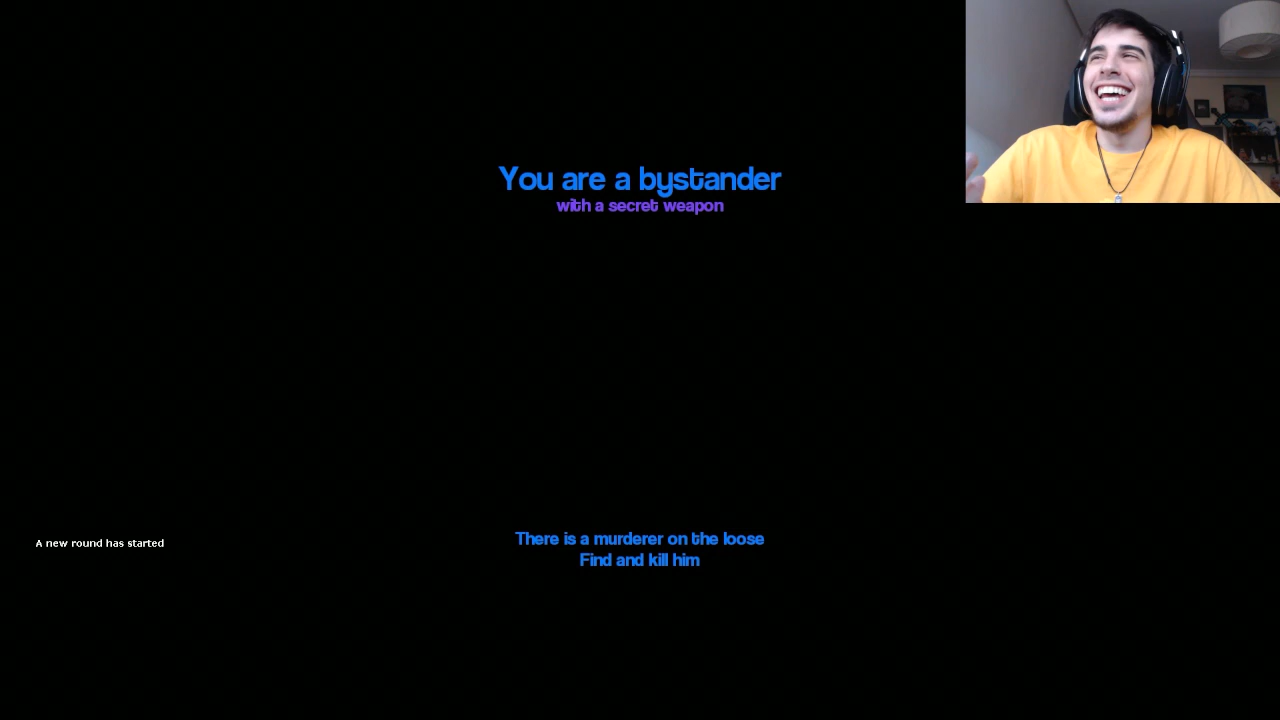 You are a bystander
with a secret weapon
There is a murderer on the loose
A new round has started
Find and kill him